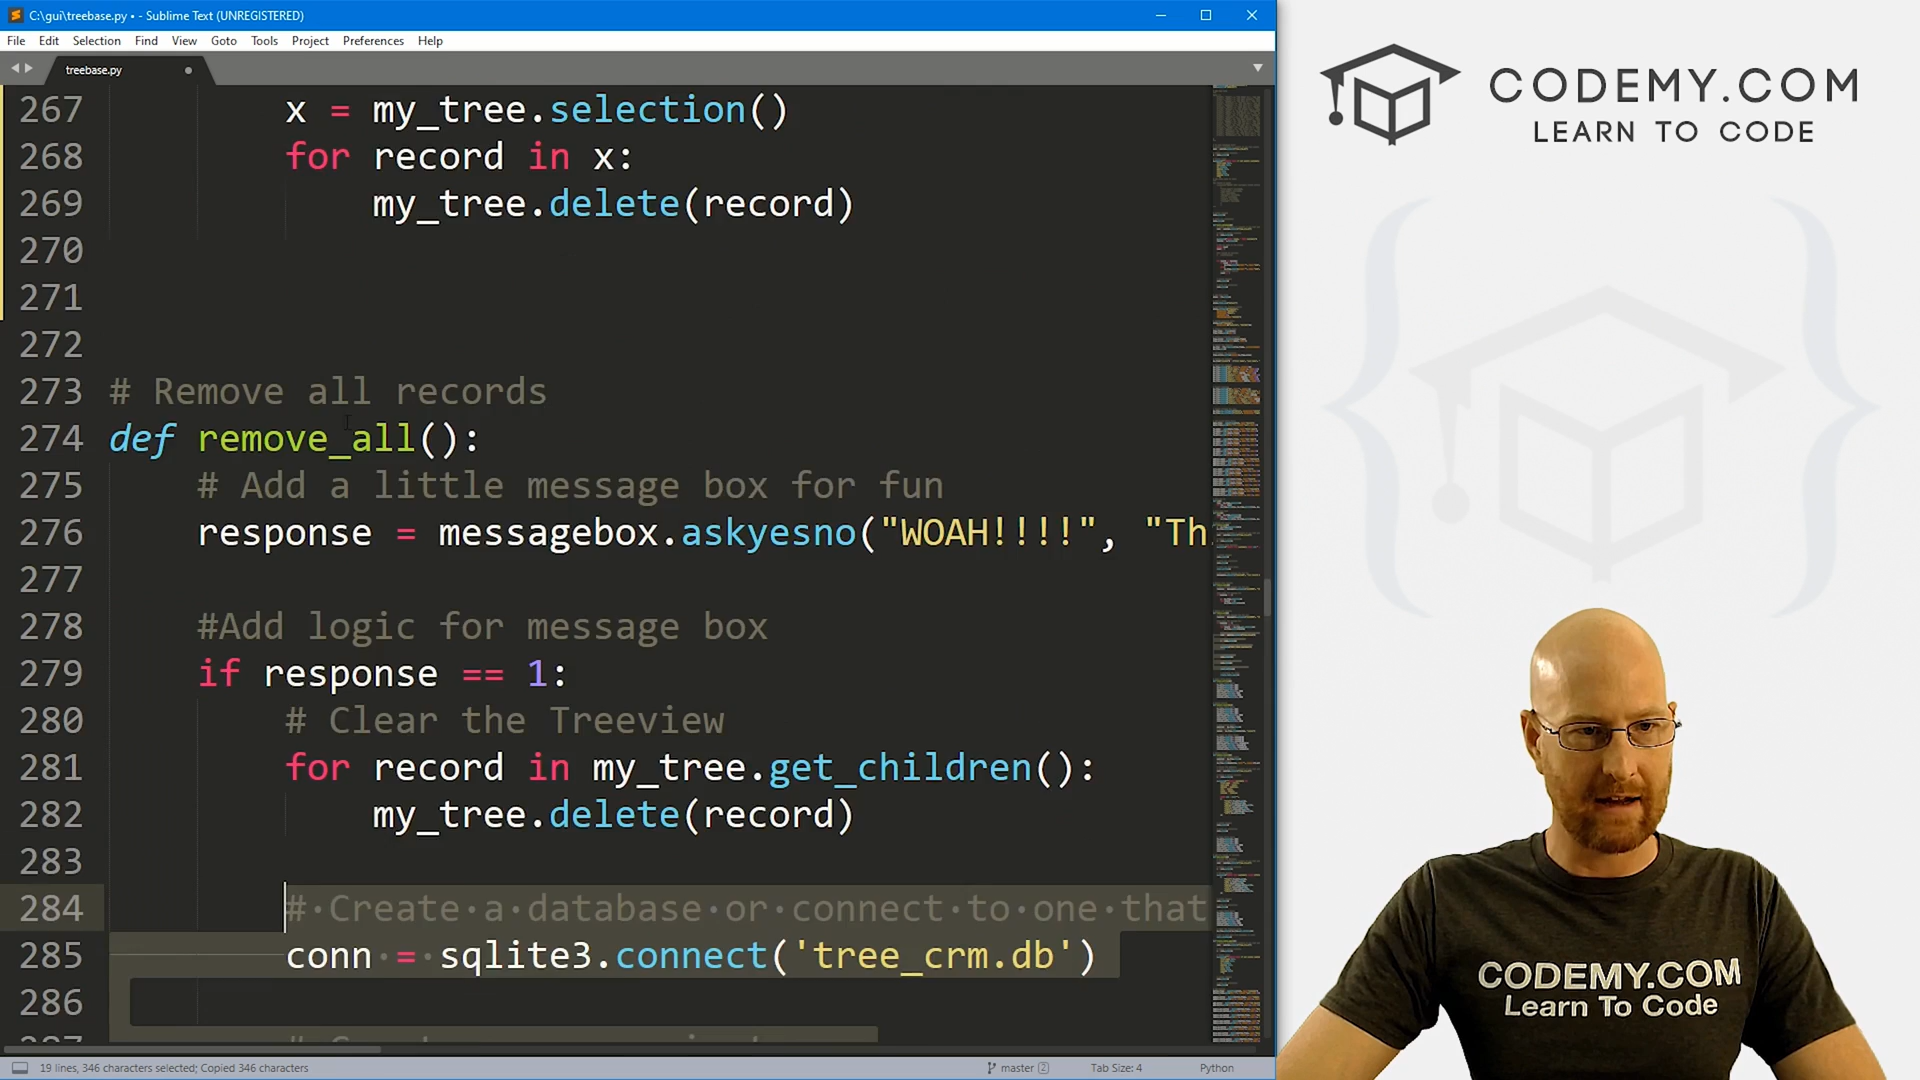 C:\gui\treebase.py • - Sublime Text (UNREGISTERED)
File Edit Selection Find View Goto Tools Project Preferences Help
treebase.py
267 x = my_tree.selection()
268 for record in x:
269 my_tree.delete(record)
270
271
272
273 # Remove all records
274 def remove_all():
275 # Add a little message box for fun
276 response = messagebox.askyesno("WOAH!!!!", "Th
277
278 #Add logic for message box
279 if response == 1:
280 # Clear the Treeview
281 for record in my_tree.get_children():
282 my_tree.delete(record)
283
284 # Create a database or connect to one that
285 conn = sqlite3.connect('tree_crm.db')
286
287
19 lines, 346 characters selected; Copied 346 characters
master 2
Tab Size: 4
Python
CODEMY.COM
LEARN TO CODE
CODEMY.COM
Learn To Code